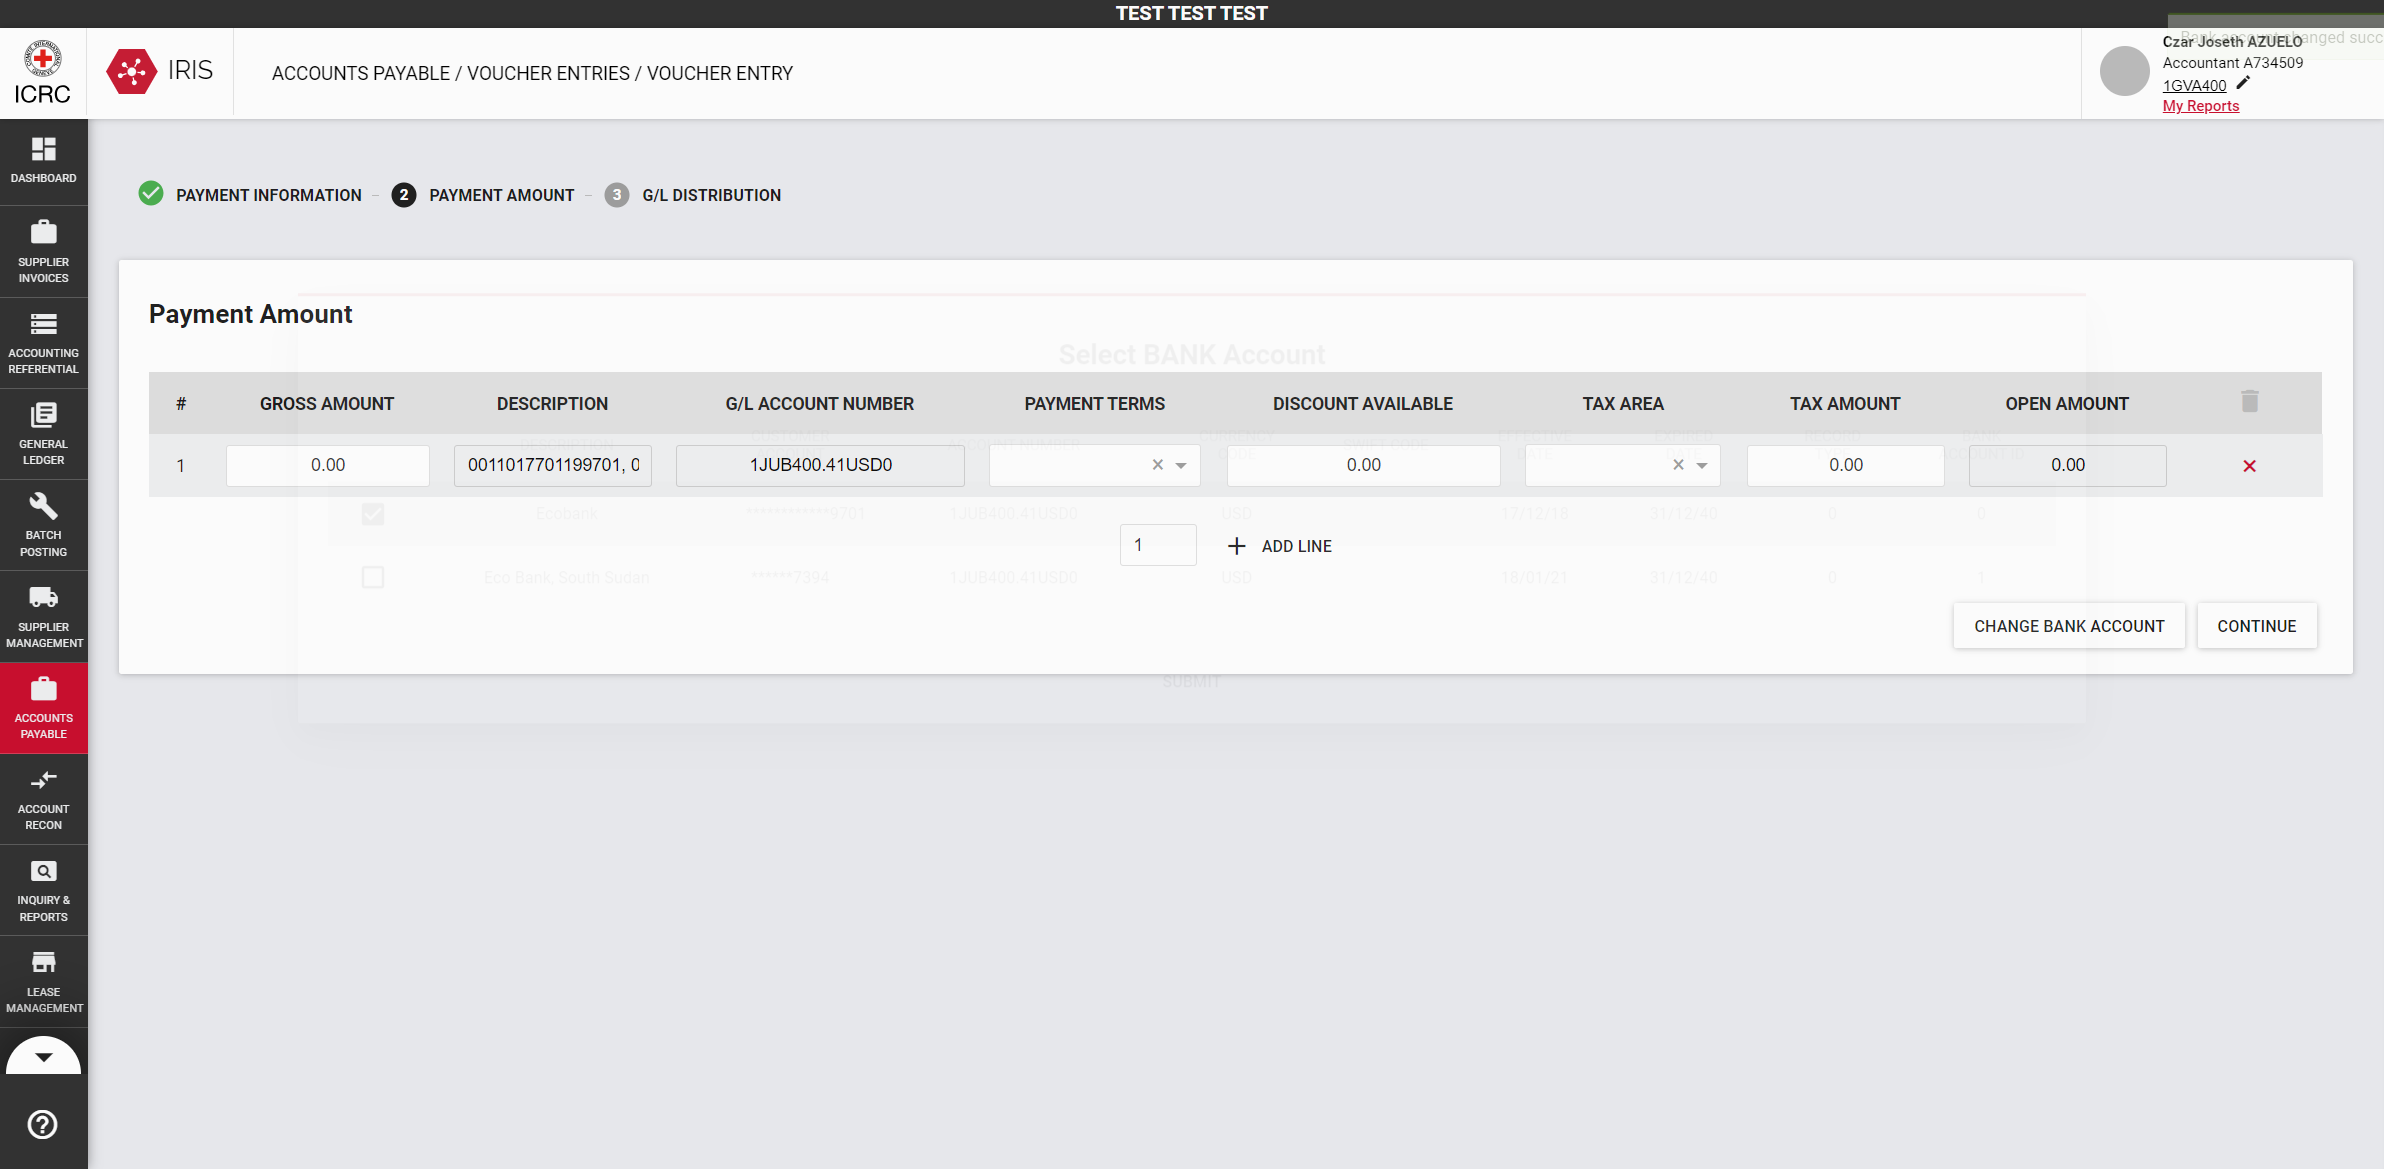 TEST TEST TEST
ICRC
IRIS
ACCOUNTS PAYABLE / VOUCHER ENTRIES / VOUCHER ENTRY
Bank account changed succ
Czar Joseth AZUELO
Accountant A734509
1GVA400
My Reports
DASHBOARD
SUPPLIER
INVOICES
ACCOUNTING
REFERENTIAL
GENERAL
LEDGER
BATCH
POSTING
SUPPLIER
MANAGEMENT
ACCOUNTS
PAYABLE
ACCOUNT
RECON
INQUIRY &
REPORTS
LEASE
MANAGEMENT
PAYMENT INFORMATION
2 PAYMENT AMOUNT
3 G/L DISTRIBUTION
Payment Amount
Select BANK Account
# GROSS AMOUNT DESCRIPTION G/L ACCOUNT NUMBER PAYMENT TERMS DISCOUNT AVAILABLE TAX AREA TAX AMOUNT OPEN AMOUNT
1 0.00 0011017701199701, 0 1JUB400.41USD0 0.00 0.00 0.00
Ecobank ************9701 1JUB400.41USD0 USD 17/12/18 31/12/40 0 0
1 ADD LINE
Eco Bank, South Sudan ******7394 1JUB400.41USD0 USD 18/01/21 31/12/40 0 1
CHANGE BANK ACCOUNT CONTINUE
SUBMIT